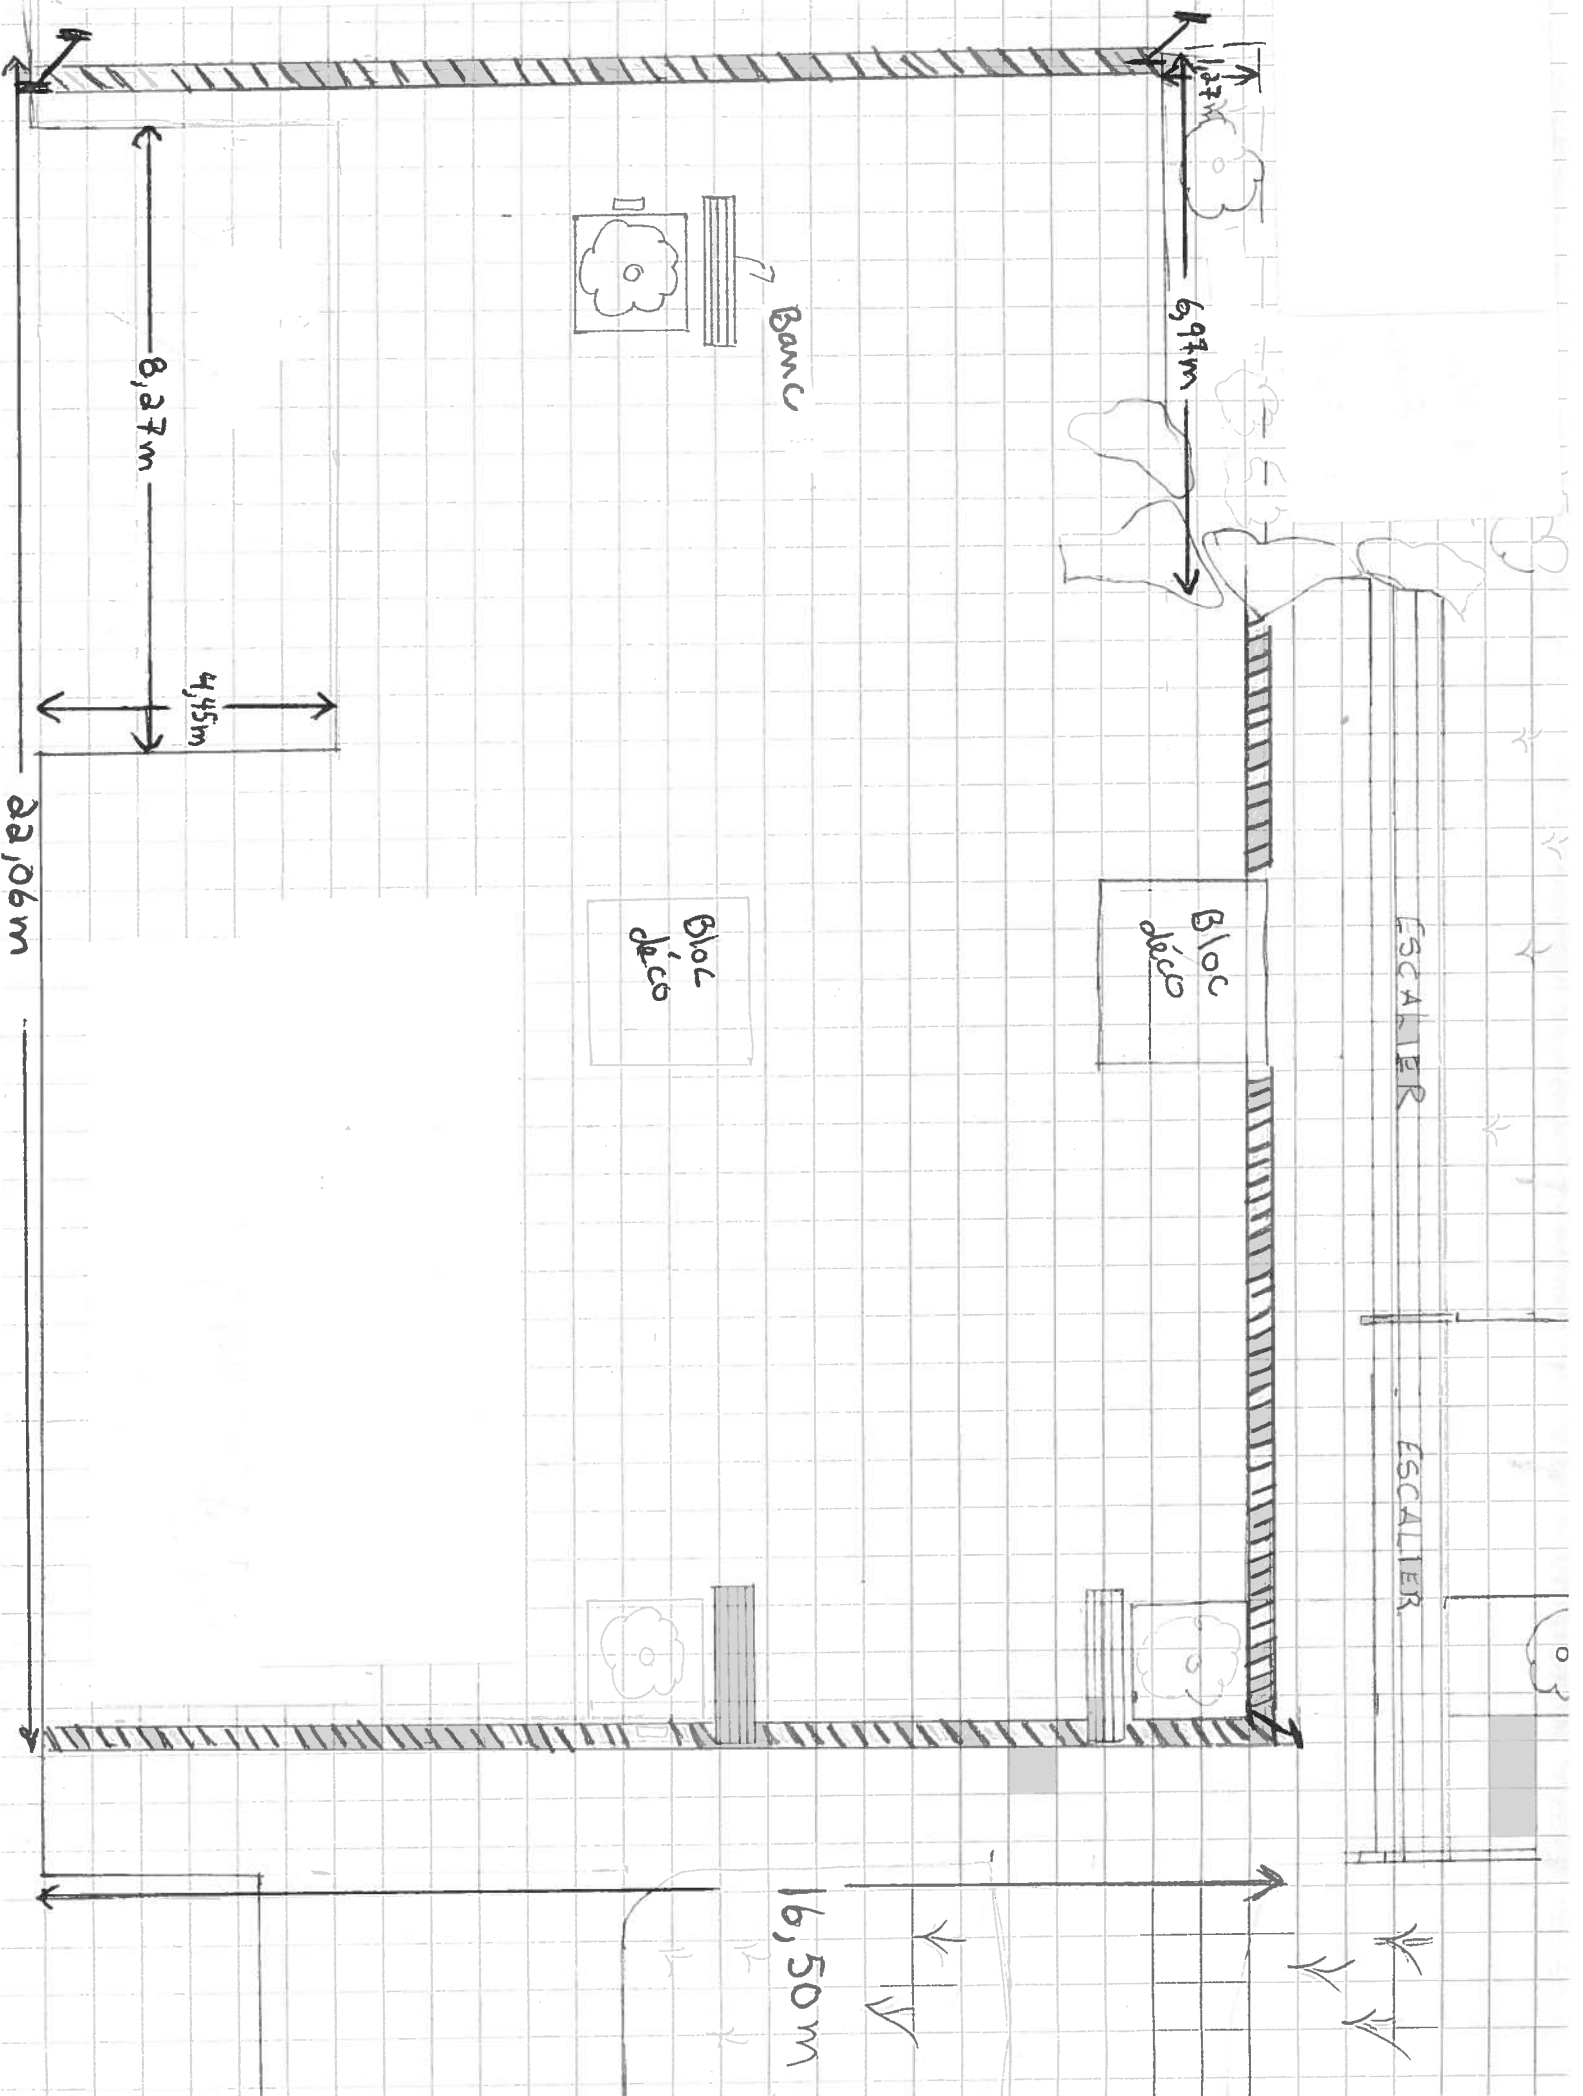 1,27m
6,97m
Banc
8,27m
4,45m
22,06m
Bloc
déco
Bloc
déco
ESCALIER
ESCALIER
16,50m